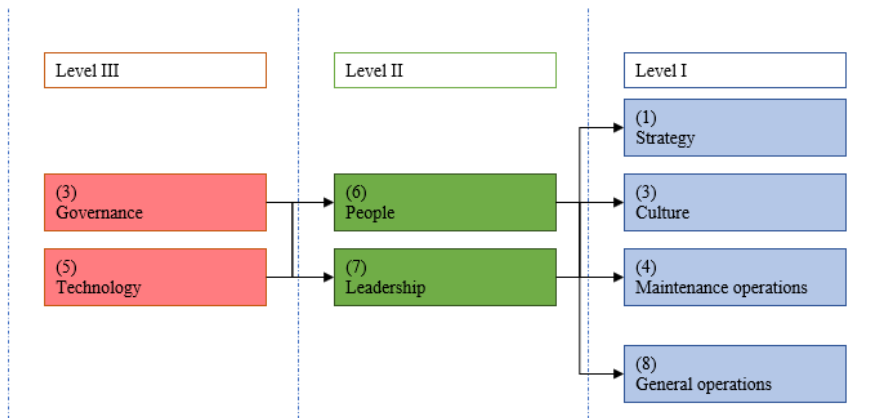 Level III
Level II
Level I
(1)
Strategy
(3)
Governance
(6)
People
(3)
Culture
(5)
Technology
(7)
Leadership
(4)
Maintenance operations
(8)
General operations